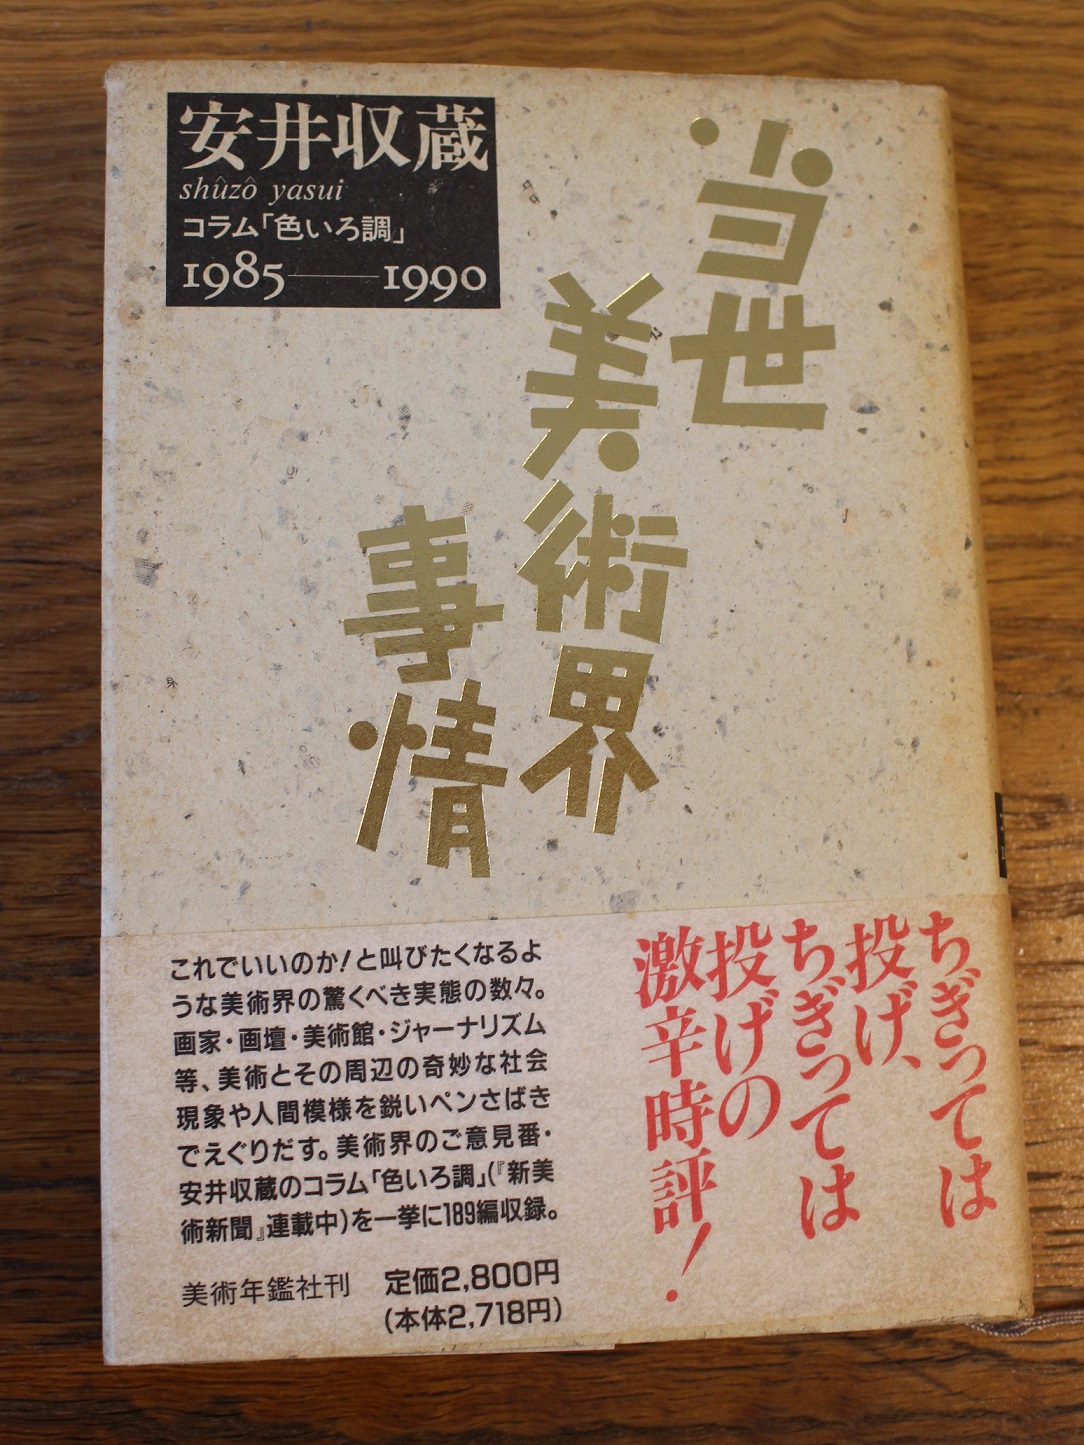 安井収蔵
shûzô yasui
コラム「色いろ調」
1985——1990
当世
美術界
事情
ちぎっては
投げ、
ちぎっては
投げの
激辛時評!
これでいいのか!と叫びたくなるよ
うな美術界の驚くべき実態の数々。
画家・画壇・美術館・ジャーナリズム
等、美術とその周辺の奇妙な社会
現象や人間模様を鋭いペンさばき
でえぐりだす。美術界のご意見番・
安井収蔵のコラム「色いろ調」(『新美
術新聞』連載中)を一挙に189編収録。
美術年鑑社刊
定価2,800円
(本体2,718円)